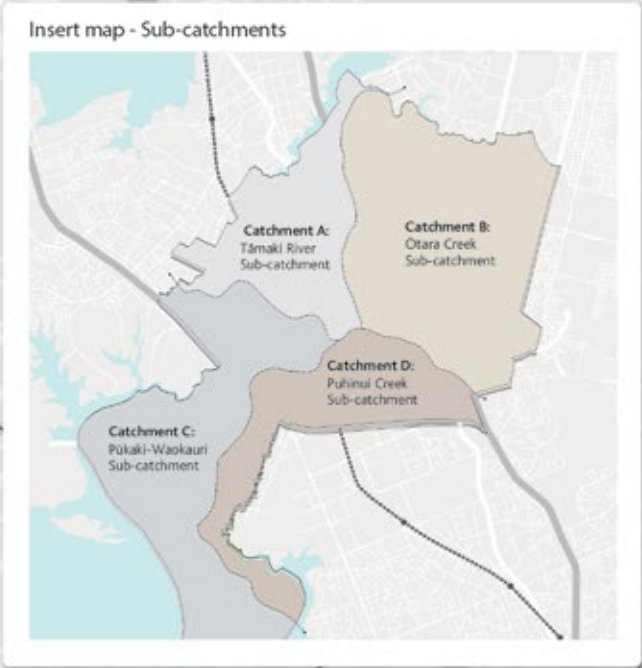 Insert map - Sub-catchments
Catchment A:
Tāmaki River
Sub-catchment
Catchment B:
Ōtara Creek
Sub-catchment
Catchment D:
Puhinui Creek
Sub-catchment
Catchment C:
Pūkaki-Waokauri
Sub-catchment